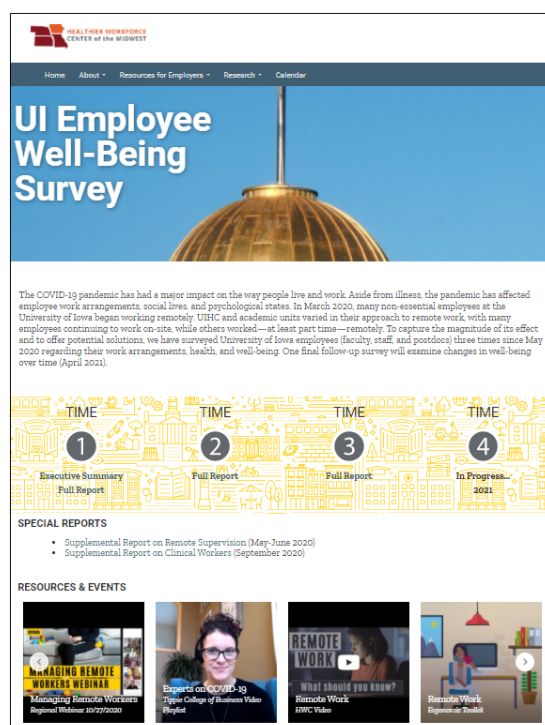 HEALTHIER WORKFORCE
CENTER of the MIDWEST
Home About Resources for Employers Research Calendar
UI Employee
Well-Being
Survey
The COVID-19 pandemic has had a major impact on the way people live and work. Aside from illness, the pandemic has affected
employee work arrangements, social lives, and psychological states. In March 2020, many non-essential employees at the
University of Iowa began working remotely. UIHC and academic units varied in their approach to remote work, with many
employees continuing to work on-site, while others worked—at least part time—remotely. To capture the magnitude of its effect
and to offer potential solutions, we have surveyed University of Iowa employees (faculty, staff, and postdocs) three times since May
2020 regarding their work arrangements, health, and well-being. One final follow-up survey will examine changes in well-being
over time (April 2021).
TIME TIME TIME TIME
1 2 3 4
Executive Summary Full Report Full Report In Progress...
Full Report 2021
SPECIAL REPORTS
• Supplemental Report on Remote Supervision (May-June 2020)
• Supplemental Report on Clinical Workers (September 2020)
RESOURCES & EVENTS
MANAGING REMOTE
WORKERS WEBINAR
Managing Remote Workers
Regional Webinar 10/27/2020
Experts on COVID-19
Tippie College of Business Video
Playlist
REMOTE
WORK
What should you know?
Remote Work
HWC Video
Remote Work
Ergonomic Toolkit